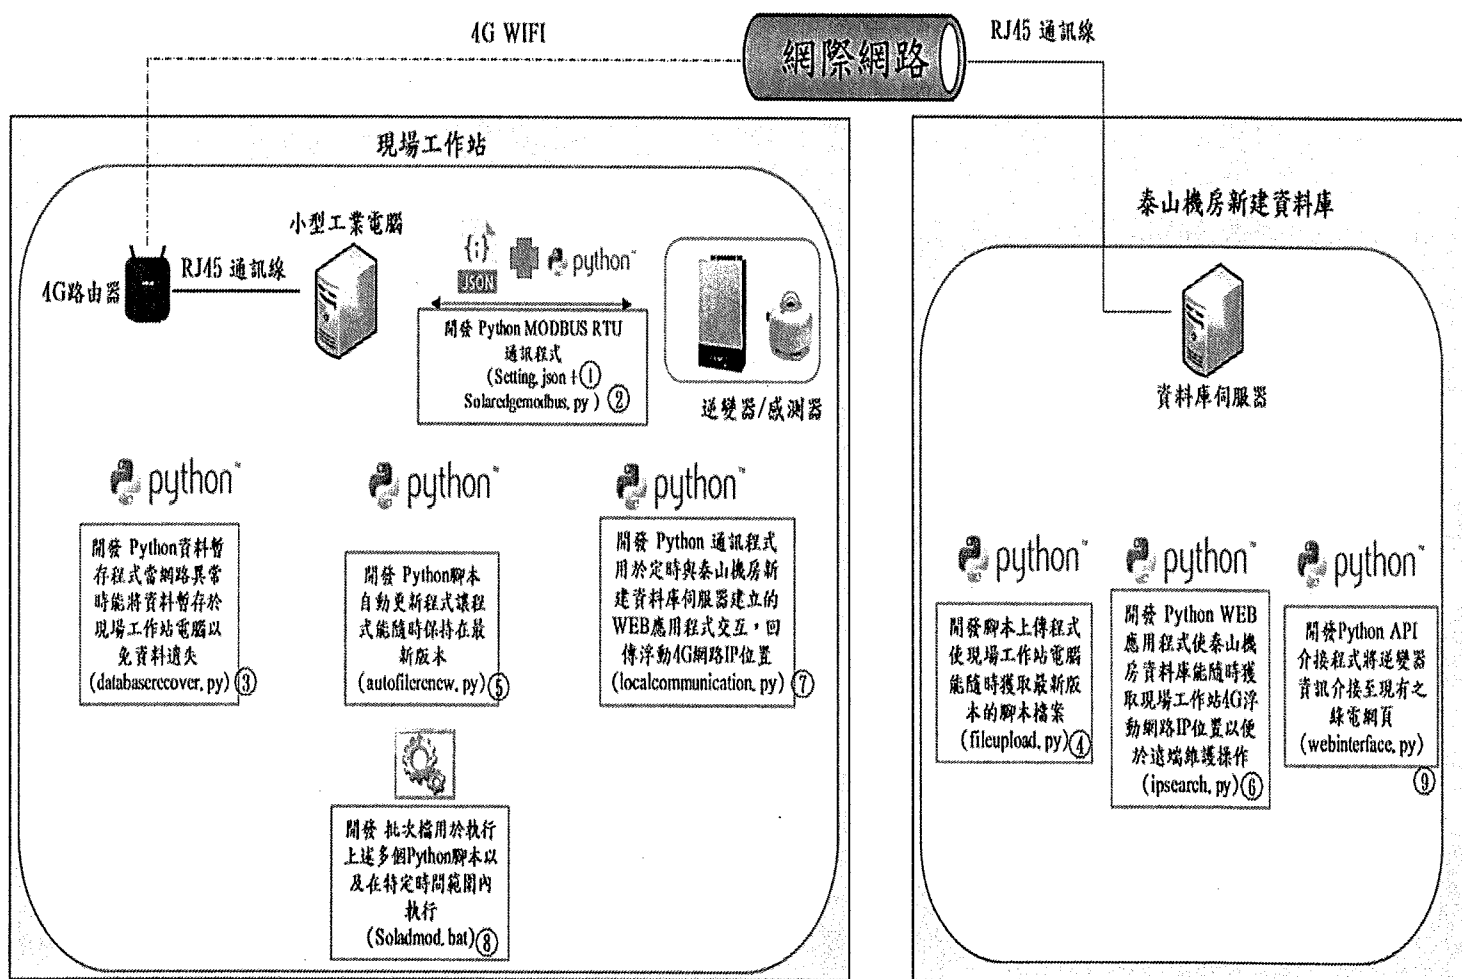 4G WIFI
網際網路
RJ45 通訊線
現場工作站
4G路由器
RJ45 通訊線
小型工業電腦
{;}
JSON
python™
開發 Python MODBUS RTU
通訊程式
(Setting.json + ①
Solaredgemodbus.py) ②
逆變器/感測器
python™
開發 Python資料暫
存程式當網路異常
時能將資料暫存於
現場工作站電腦以
免資料遺失
(databaserecover.py) ③
python™
開發 Python腳本
自動更新程式讓程
式能隨時保持在最
新版本
(autofilerenew.py) ⑤
python™
開發 Python 通訊程式
用於定時與泰山機房新
建資料庫伺服器建立的
WEB應用程式交互，回
傳浮動4G網路IP位置
(localcommunication.py) ⑦
開發 批次檔用於執行
上述多個Python腳本以
及在特定時間範圍內
執行
(Soladmod.bat) ⑧
泰山機房新建資料庫
資料庫伺服器
python™
開發腳本上傳程式
使現場工作站電腦
能隨時獲取最新版
本的腳本檔案
(fileupload.py) ④
python™
開發 Python WEB
應用程式使泰山機
房資料庫能隨時獲
取現場工作站4G浮
動網路IP位置以便
於遠端維護操作
(ipsearch.py) ⑥
python™
開發Python API
介接程式將逆變器
資訊介接至現有之
綠電網頁
(webinterface.py)
⑨